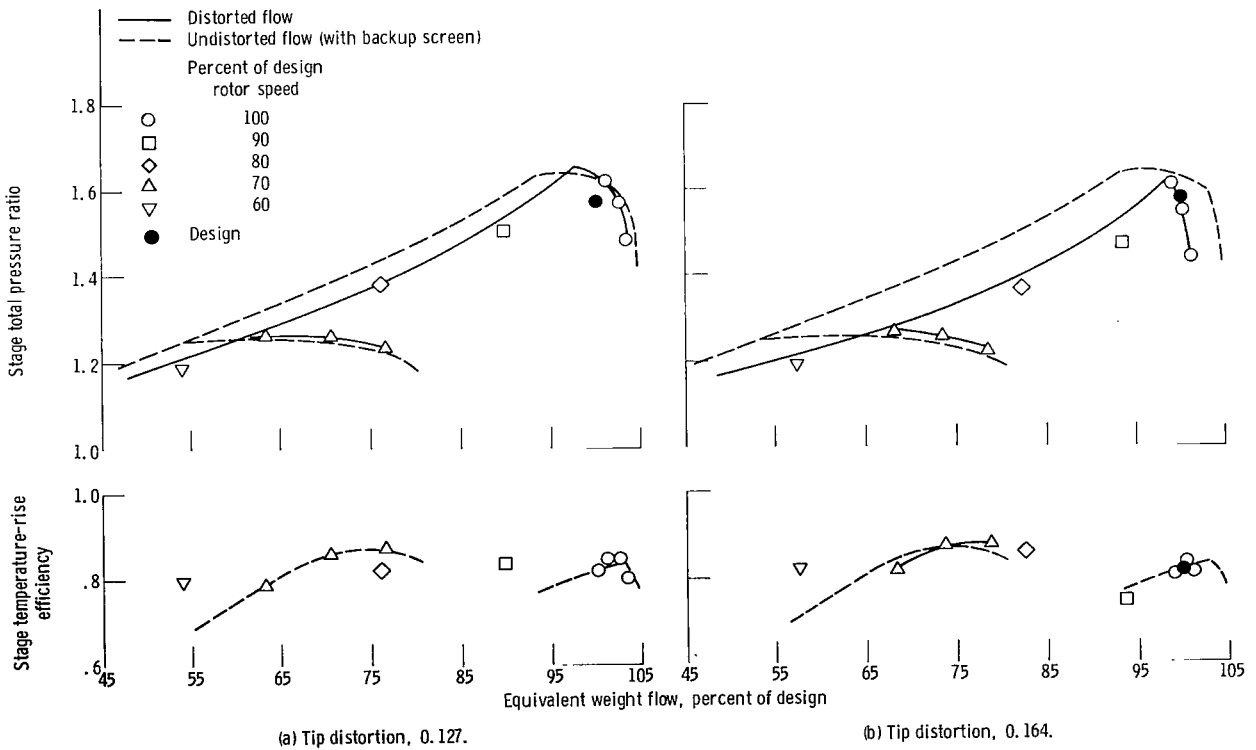 Distorted flow
Undistorted flow (with backup screen)
Percent of design
rotor speed
100
90
80
70
60
Design
Stage total pressure ratio
1.8
1.6
1.4
1.2
1.0
Stage temperature-rise
efficiency
1.0
.8
.6
45 55 65 75 85 95 105
45 55 65 75 85 95 105
Equivalent weight flow, percent of design
(a) Tip distortion, 0.127.
(b) Tip distortion, 0.164.